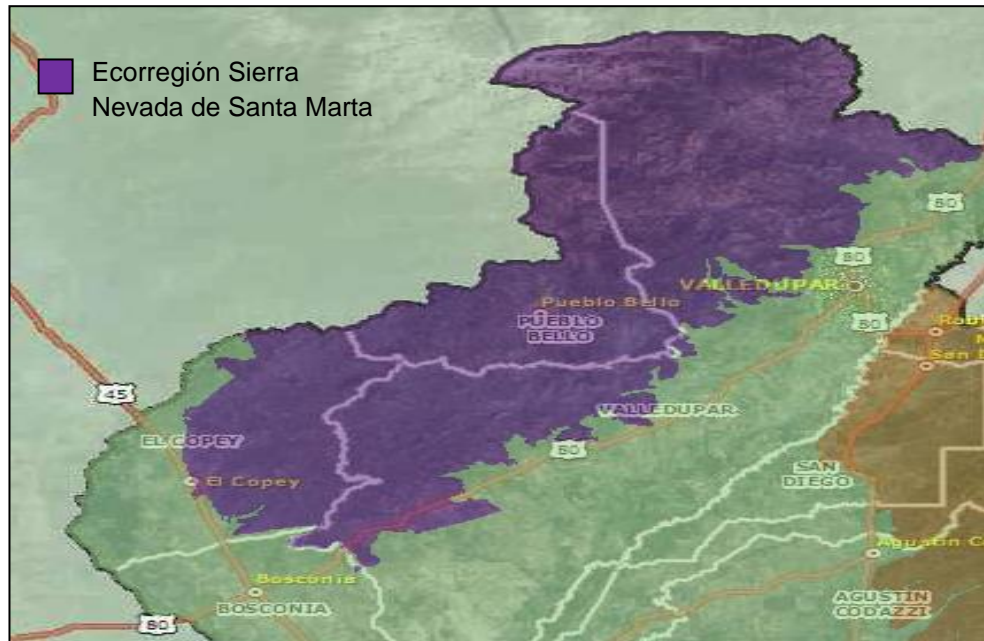 Ecorregión Sierra
Nevada de Santa Marta
80
80
VALLEDUPAR
80
Pueblo Bello
PUEBLO
BELLO
45
VALLEDUPAR
EL COPEY
80
El Copey
SAN
DIEGO
Bosconia
BOSCONIA
AGUSTÍN
CODAZZI
80